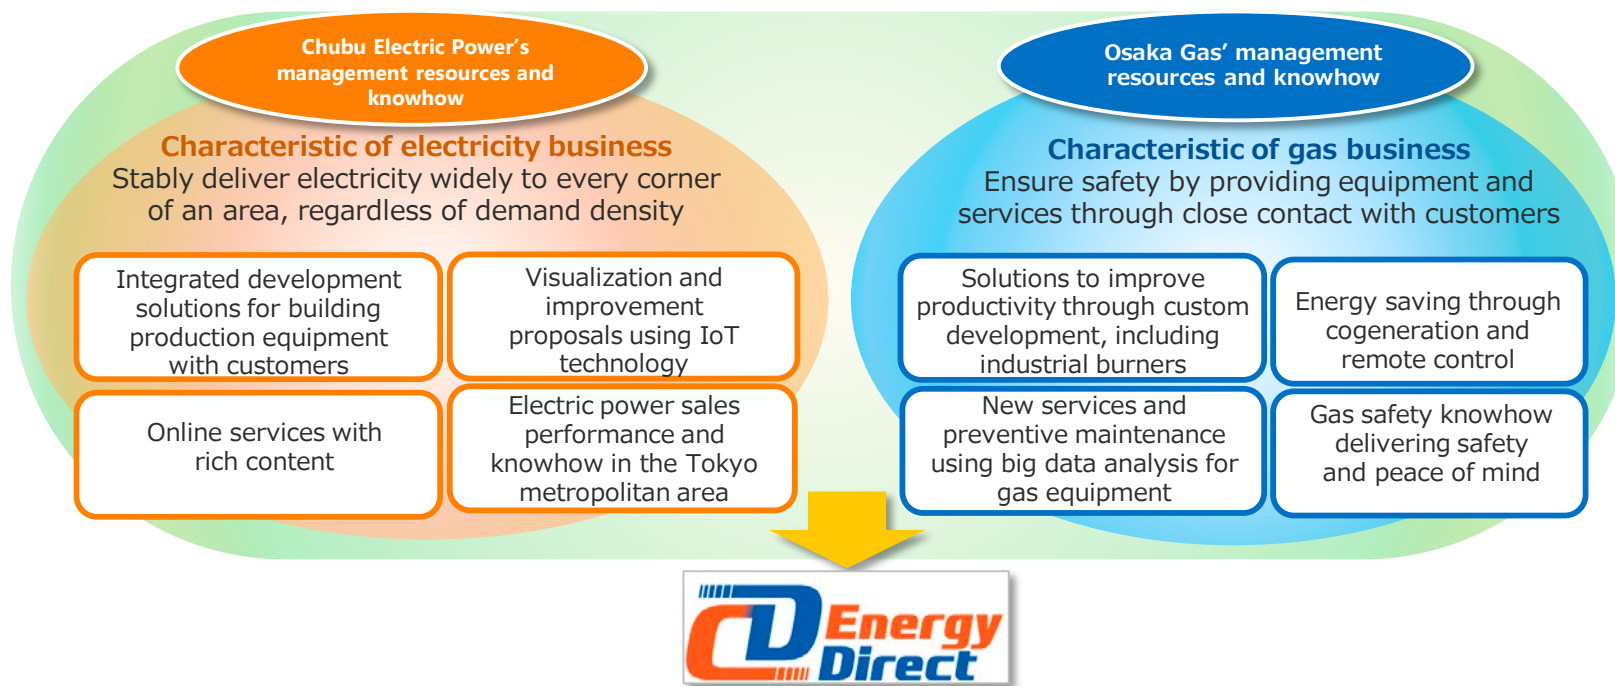 Chubu Electric Power’s
management resources and
knowhow
Characteristic of electricity business
Stably deliver electricity widely to every corner
of an area, regardless of demand density
Integrated development
solutions for building
production equipment
with customers
Visualization and
improvement
proposals using IoT
technology
Online services with
rich content
Electric power sales
performance and
knowhow in the Tokyo
metropolitan area
Osaka Gas’ management
resources and knowhow
Characteristic of gas business
Ensure safety by providing equipment and
services through close contact with customers
Solutions to improve
productivity through custom
development, including
industrial burners
Energy saving through
cogeneration and
remote control
New services and
preventive maintenance
using big data analysis for
gas equipment
Gas safety knowhow
delivering safety
and peace of mind
CD Energy
Direct